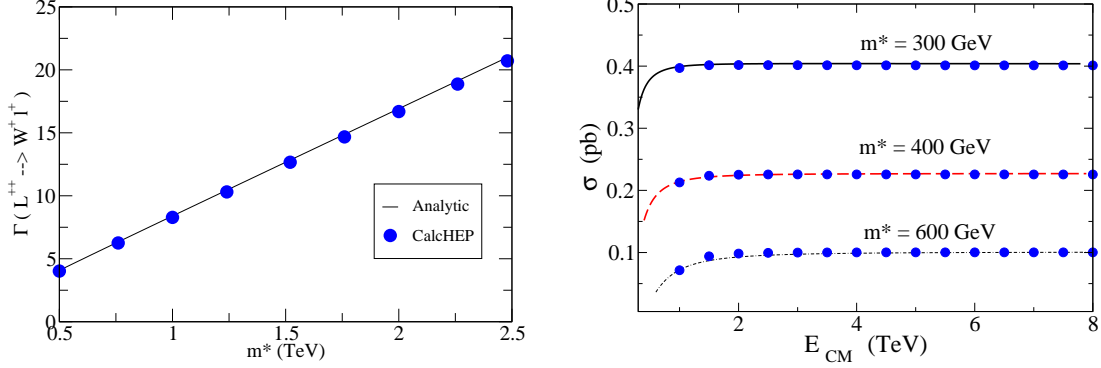 25
20
15
10
5
0
Γ ( L⁺⁺ --> W⁺ l⁺ )
0.5
1
1.5
2
2.5
m* (TeV)
Analytic
CalcHEP
0.5
0.4
0.3
0.2
0.1
σ (pb)
m* = 300 GeV
m* = 400 GeV
m* = 600 GeV
2
4
6
8
E_CM (TeV)